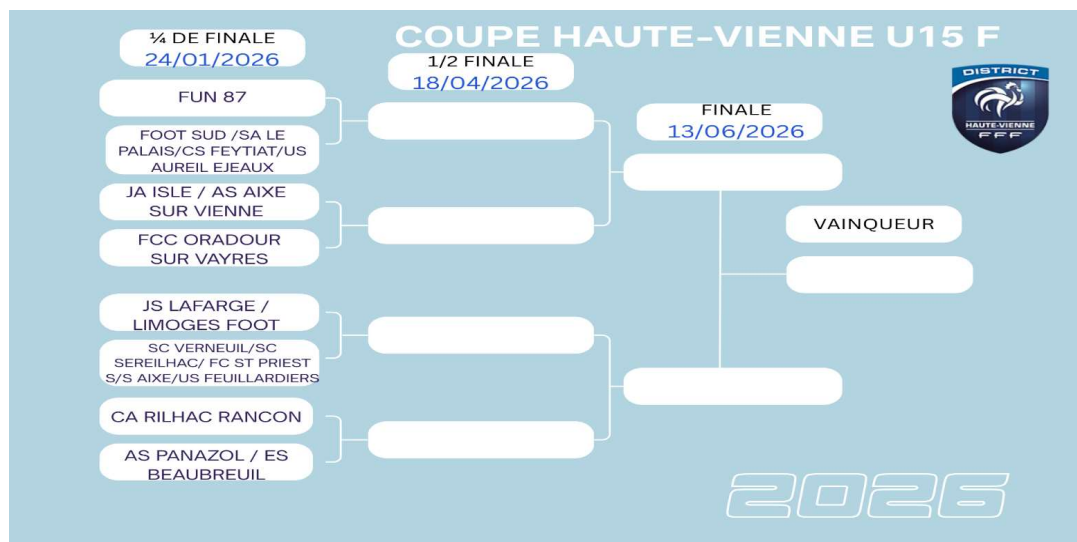 COUPE HAUTE-VIENNE U15 F
¼ DE FINALE
24/01/2026
1/2 FINALE
18/04/2026
FINALE
13/06/2026
DISTRICT
HAUTE-VIENNE
FFF
FUN 87
FOOT SUD /SA LE
PALAIS/CS FEYTIAT/US
AUREIL EJEAUX
JA ISLE / AS AIXE
SUR VIENNE
FCC ORADOUR
SUR VAYRES
VAINQUEUR
JS LAFARGE /
LIMOGES FOOT
SC VERNEUIL/SC
SEREILHAC/ FC ST PRIEST
S/S AIXE/US FEUILLARDIERS
CA RILHAC RANCON
AS PANAZOL / ES
BEAUBREUIL
2026